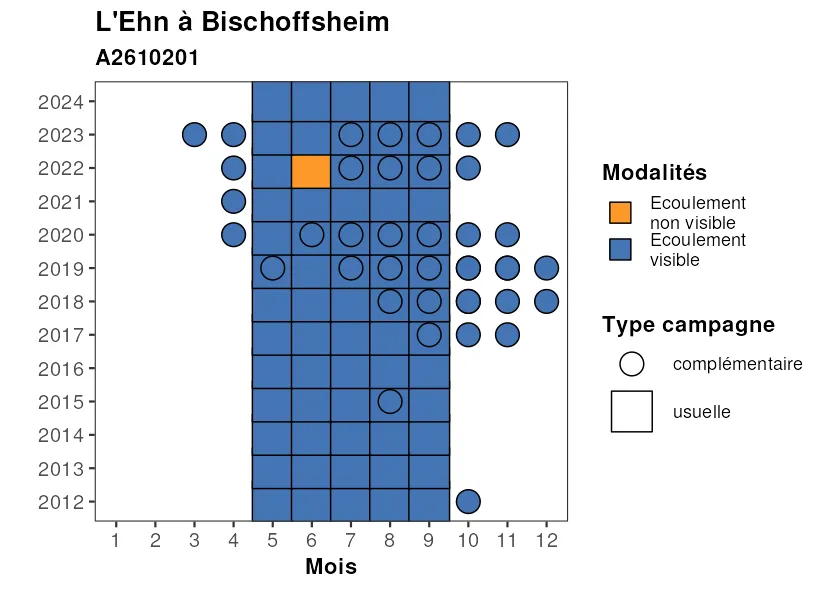 L'Ehn à Bischoffsheim
A2610201
2024
2023
2022
2021
2020
2019
2018
2017
2016
2015
2014
2013
2012
1 2 3 4 5 6 7 8 9 10 11 12
Mois
Modalités
Ecoulement
non visible
Ecoulement
visible
Type campagne
complémentaire
usuelle